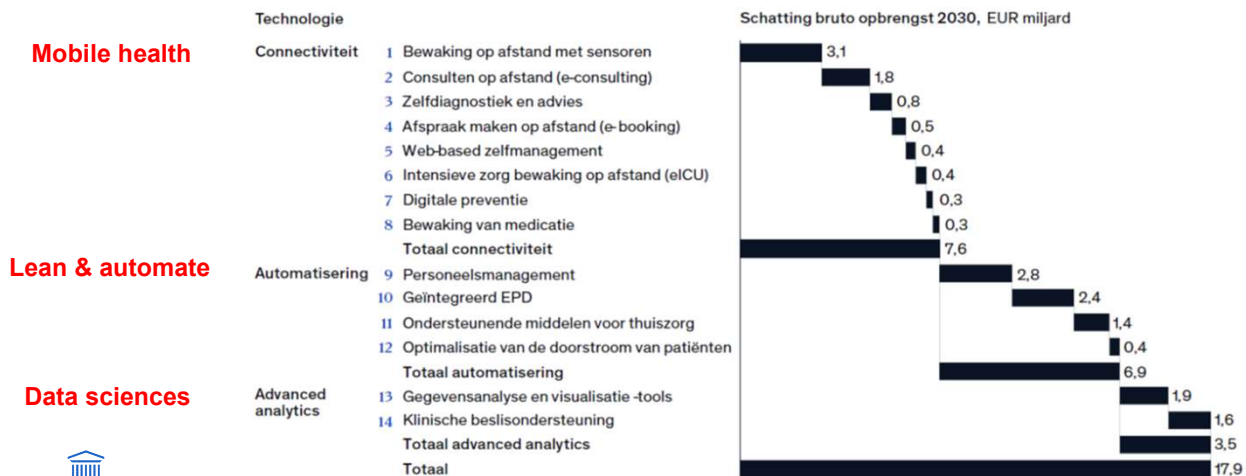 Technologie Schatting bruto opbrengst 2030, EUR miljard
Mobile health Connectiviteit 1 Bewaking op afstand met sensoren 3,1
2 Consulten op afstand (e-consulting) 1,8
3 Zelfdiagnostiek en advies 0,8
4 Afspraak maken op afstand (e-booking) 0,5
5 Web-based zelfmanagement 0,4
6 Intensieve zorg bewaking op afstand (eICU) 0,4
7 Digitale preventie 0,3
8 Bewaking van medicatie 0,3
Totaal connectiviteit 7,6
Lean & automate Automatisering 9 Personeelsmanagement 2,8
10 Geïntegreerd EPD 2,4
11 Ondersteunende middelen voor thuiszorg 1,4
12 Optimalisatie van de doorstroom van patiënten 0,4
Totaal automatisering 6,9
Data sciences Advanced analytics 13 Gegevensanalyse en visualisatie -tools 1,9
14 Klinische beslisondersteuning 1,6
Totaal advanced analytics 3,5
Totaal 17,9